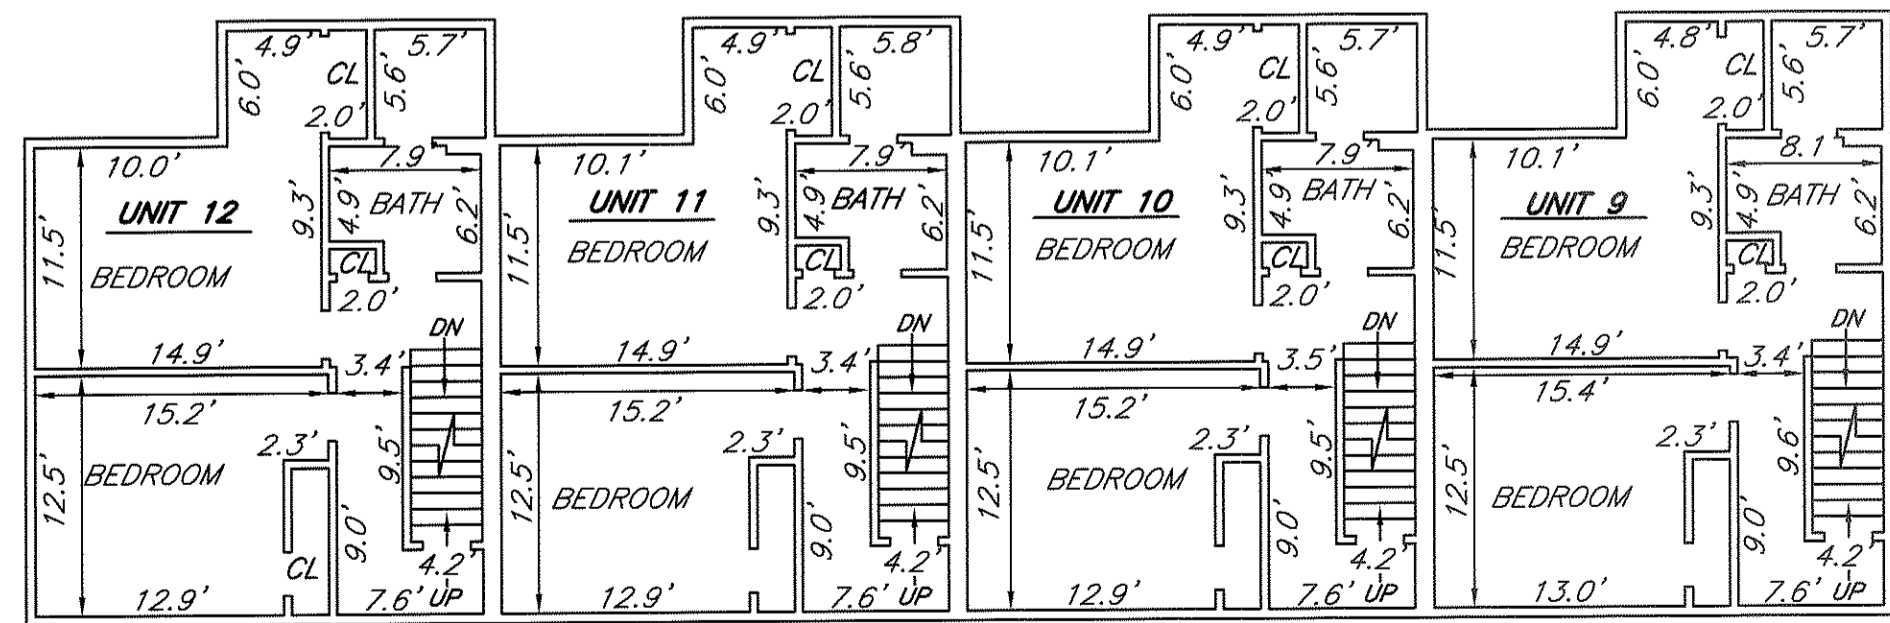 4.9'
5.7'
6.0'
CL
5.6'
2.0'
10.0'
7.9'
UNIT 12
9.3'
4.9'
BATH
6.2'
11.5'
BEDROOM
CL
2.0'
DN
14.9'
3.4'
15.2'
2.3'
9.5'
12.5'
BEDROOM
CL
9.0'
4.2'
12.9'
7.6'
UP
4.9'
5.8'
6.0'
CL
5.6'
2.0'
10.1'
7.9'
UNIT 11
9.3'
4.9'
BATH
6.2'
11.5'
BEDROOM
CL
2.0'
DN
14.9'
3.4'
15.2'
2.3'
9.5'
12.5'
BEDROOM
9.0'
4.2'
12.9'
7.6'
UP
4.9'
5.7'
6.0'
CL
5.6'
2.0'
10.1'
7.9'
UNIT 10
9.3'
4.9'
BATH
6.2'
11.5'
BEDROOM
CL
2.0'
DN
14.9'
3.5'
15.2'
2.3'
9.5'
12.5'
BEDROOM
9.0'
4.2'
12.9'
7.6'
UP
4.8'
5.7'
6.0'
CL
5.6'
2.0'
10.1'
8.1
UNIT 9
9.3'
4.9'
BATH
6.2'
11.5'
BEDROOM
CL
2.0'
DN
14.9'
3.4'
15.4'
2.3'
9.6'
12.5'
BEDROOM
9.0'
4.2'
13.0'
7.6'
UP